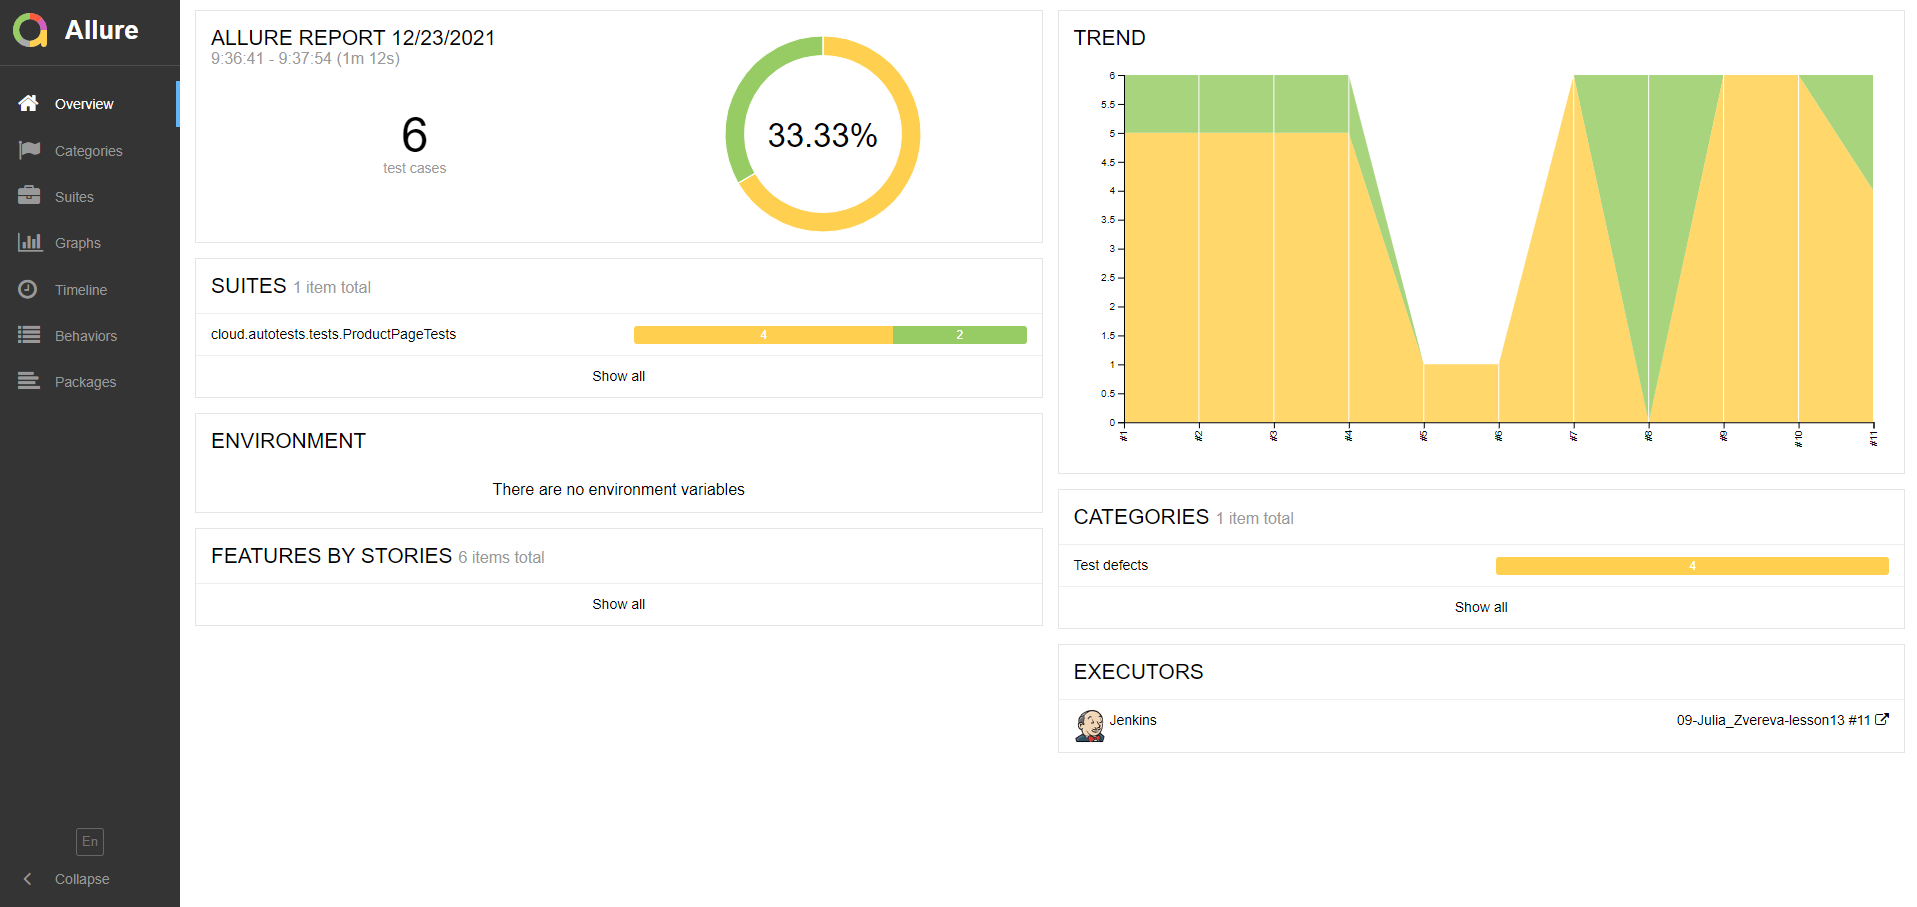 Allure
Overview
Categories
Suites
Graphs
Timeline
Behaviors
Packages
En
Collapse
ALLURE REPORT 12/23/2021
9:36:41 - 9:37:54 (1m 12s)
6
test cases
33.33%
SUITES 1 item total
cloud.autotests.tests.ProductPageTests 4 2
Show all
ENVIRONMENT
There are no environment variables
FEATURES BY STORIES 6 items total
Show all
TREND
6
5.5
5
4.5
4
3.5
3
2.5
2
1.5
1
0.5
0
#1 #2 #3 #4 #5 #6 #7 #8 #9 #10 #11
CATEGORIES 1 item total
Test defects 4
Show all
EXECUTORS
Jenkins 09-Julia_Zvereva-lesson13 #11